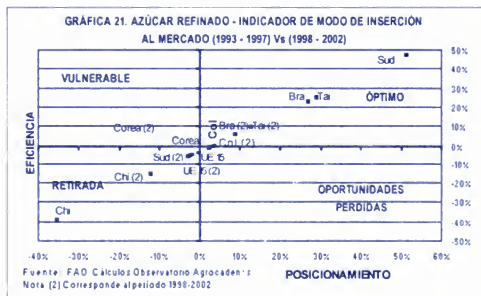 GRÁFICA 21. AZÚCAR REFINADO - INDICADOR DE MODO DE INSERCIÓN
AL MERCADO (1993 - 1997) Vs (1998 - 2002)
50%
Sud
40%
VULNERABLE
30%
Bra Tai
ÓPTIMO
20%
Corea (2)
Bra (2) Tai (2)
10%
Col
Corea
Col (2)
0%
EFICIENCIA
Sud (2)
UE 15
-10%
UE 15 (2)
Chi (2)
RETIRADA
OPORTUNIDADES
-20%
PERDIDAS
-30%
Chi
-40%
-50%
-40% -30% -20% -10% 0% 10% 20% 30% 40% 50% 60%
Fuente: FAO. Cálculos Observatorio Agrocadenas
POSICIONAMIENTO
Nota: (2) Corresponde al periodo 1998-2002